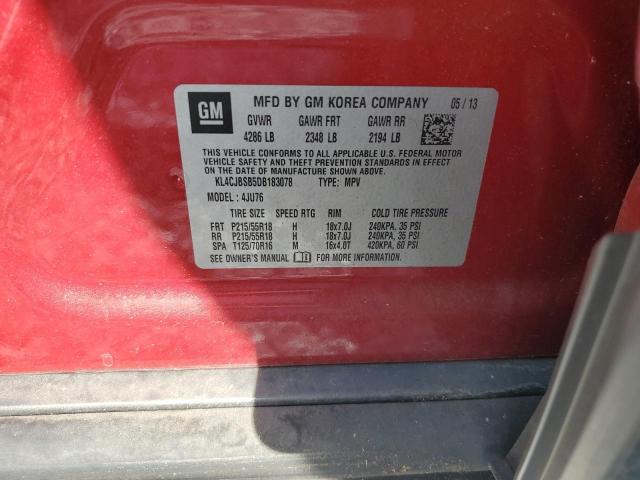 GM MFD BY GM KOREA COMPANY 05 / 13
GVWR GAWR FRT GAWR RR
4286 LB 2348 LB 2194 LB
THIS VEHICLE CONFORMS TO ALL APPLICABLE U.S. FEDERAL MOTOR
VEHICLE SAFETY AND THEFT PREVENTION STANDARDS IN EFFECT
ON THE DATE OF MANUFACTURE SHOWN ABOVE.
KL4CJBSB5DB183078 TYPE: MPV
MODEL : 4JU76
TIRE SIZE SPEED RTG RIM COLD TIRE PRESSURE
FRT P215/55R18 H 18x7.0J 240KPA, 35 PSI
RR P215/55R18 H 18x7.0J 240KPA, 35 PSI
SPA T125/70R16 M 16x4.0T 420KPA, 60 PSI
SEE OWNER'S MANUAL FOR MORE INFORMATION.